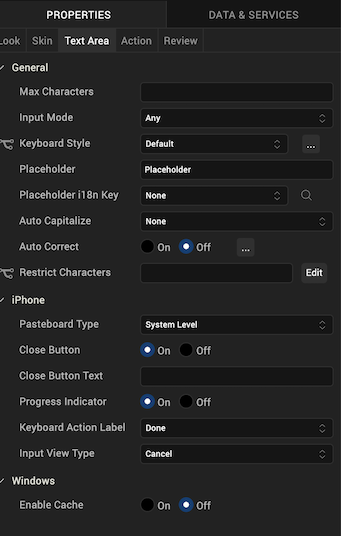 PROPERTIES DATA & SERVICES
Look Skin Text Area Action Review
General
Max Characters
Input Mode Any
Keyboard Style Default ...
Placeholder Placeholder
Placeholder i18n Key None
Auto Capitalize None
Auto Correct On Off ...
Restrict Characters Edit
iPhone
Pasteboard Type System Level
Close Button On Off
Close Button Text
Progress Indicator On Off
Keyboard Action Label Done
Input View Type Cancel
Windows
Enable Cache On Off